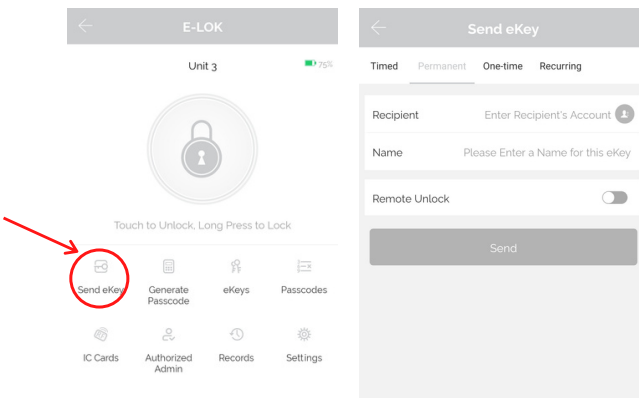 E-LOK
Unit 3
75%
Touch to Unlock, Long Press to Lock
Send eKey
Generate
Passcode
eKeys
Passcodes
IC Cards
Authorized
Admin
Records
Settings
Send eKey
Timed
Permanent
One-time
Recurring
Recipient
Enter Recipient's Account
Name
Please Enter a Name for this eKey
Remote Unlock
Send